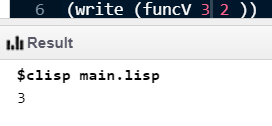 6 (write (funcV 3 2 ))
Result
$clisp main.lisp
3